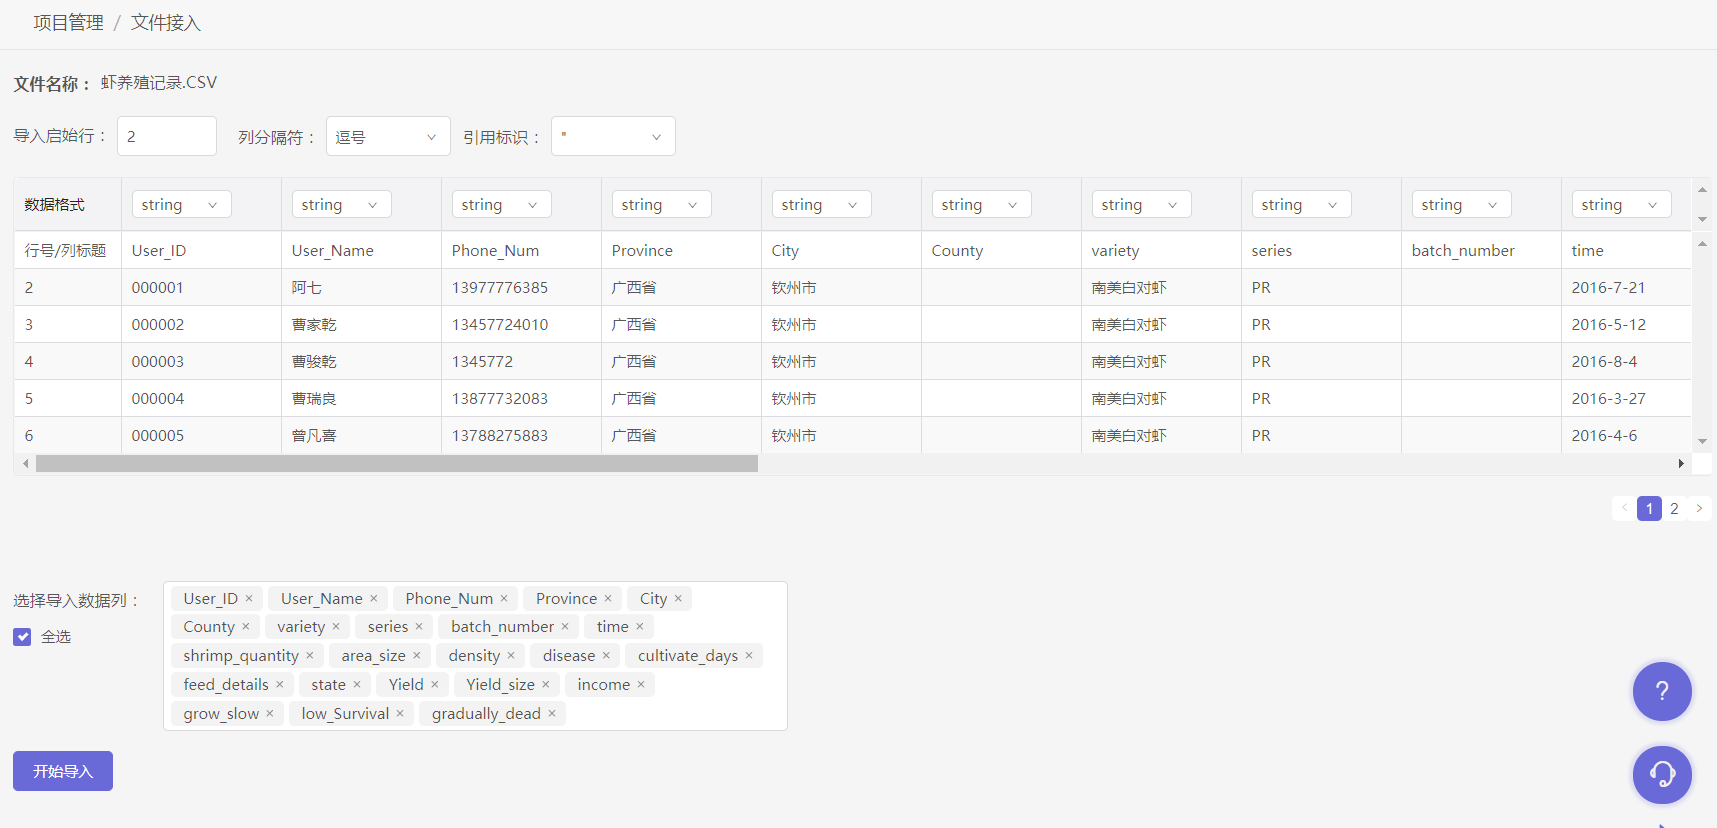 项目管理 / 文件接入
文件名称： 虾养殖记录.CSV
导入启始行： 2 列分隔符： 逗号 引用标识： "
数据格式 string string string string string string string string string string
行号/列标题 User_ID User_Name Phone_Num Province City County variety series batch_number time
2 000001 阿七 13977776385 广西省 钦州市 南美白对虾 PR 2016-7-21
3 000002 曹家乾 13457724010 广西省 钦州市 南美白对虾 PR 2016-5-12
4 000003 曹骏乾 1345772 广西省 钦州市 南美白对虾 PR 2016-8-4
5 000004 曹瑞良 13877732083 广西省 钦州市 南美白对虾 PR 2016-3-27
6 000005 曾凡喜 13788275883 广西省 钦州市 南美白对虾 PR 2016-4-6
< 1 2 >
选择导入数据列：
全选
User_ID × User_Name × Phone_Num × Province × City ×
County × variety × series × batch_number × time ×
shrimp_quantity × area_size × density × disease × cultivate_days ×
feed_details × state × Yield × Yield_size × income ×
grow_slow × low_Survival × gradually_dead ×
?
开始导入